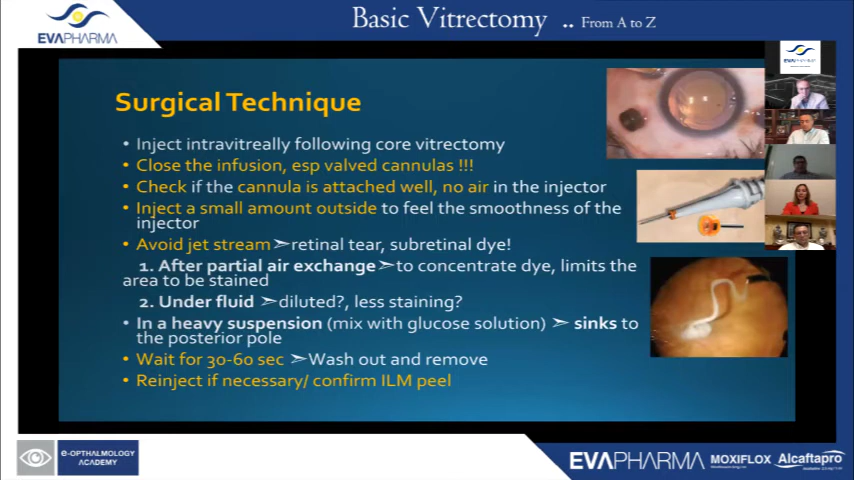 Basic Vitrectomy .. From A to Z
EVAPHARMA
EVAPHARMA
Surgical Technique
• Inject intravitreally following core vitrectomy
• Close the infusion, esp valved cannulas !!!
• Check if the cannula is attached well, no air in the injector
• Inject a small amount outside to feel the smoothness of the
injector
• Avoid jet stream➣retinal tear, subretinal dye!
1. After partial air exchange➣to concentrate dye, limits the
area to be stained
2. Under fluid ➣diluted?, less staining?
• In a heavy suspension (mix with glucose solution) ➣ sinks to
the posterior pole
• Wait for 30-60 sec ➣Wash out and remove
• Reinject if necessary/ confirm ILM peel
e-OPTHALMOLOGY
ACADEMY
EVAPHARMA MOXIFLOX Alcaftapro